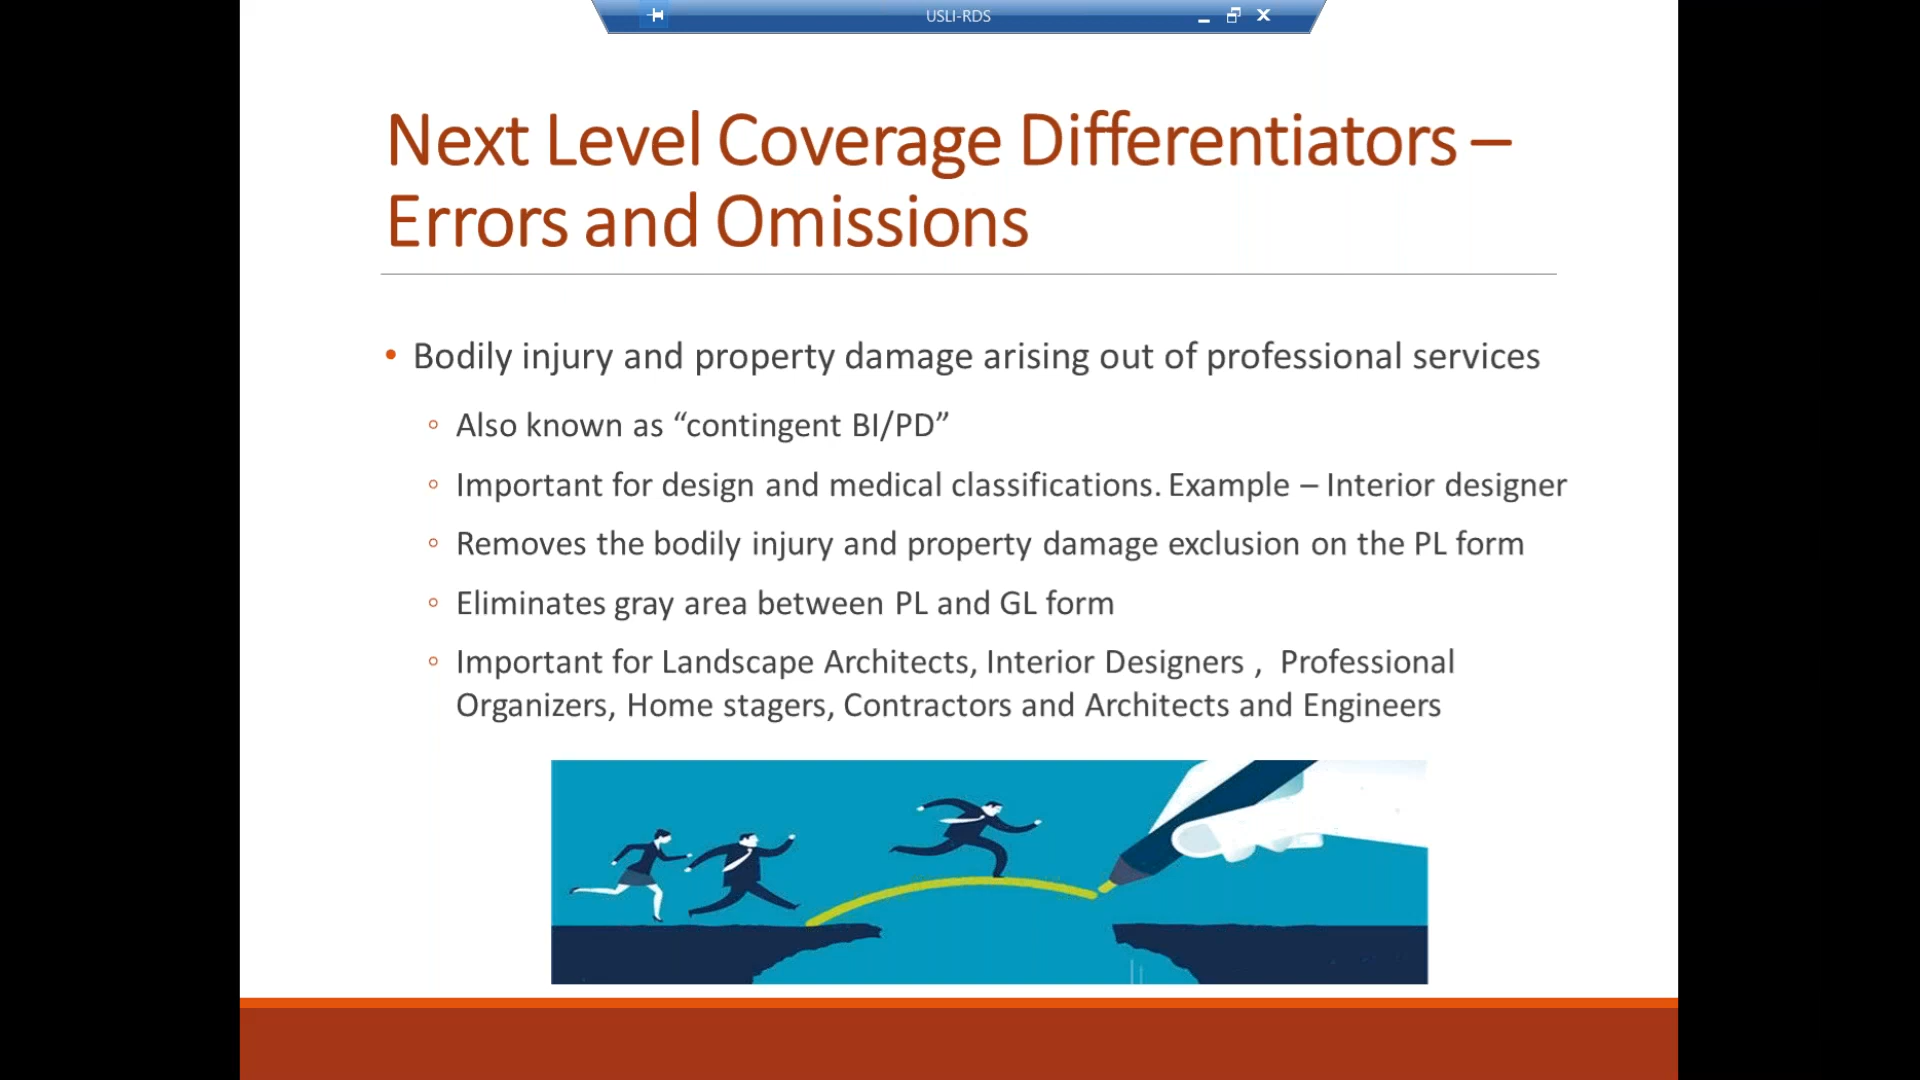 USLI-RDS
Next Level Coverage Differentiators –
Errors and Omissions
• Bodily injury and property damage arising out of professional services
◦ Also known as “contingent BI/PD”
◦ Important for design and medical classifications. Example – Interior designer
◦ Removes the bodily injury and property damage exclusion on the PL form
◦ Eliminates gray area between PL and GL form
◦ Important for Landscape Architects, Interior Designers , Professional
Organizers, Home stagers, Contractors and Architects and Engineers